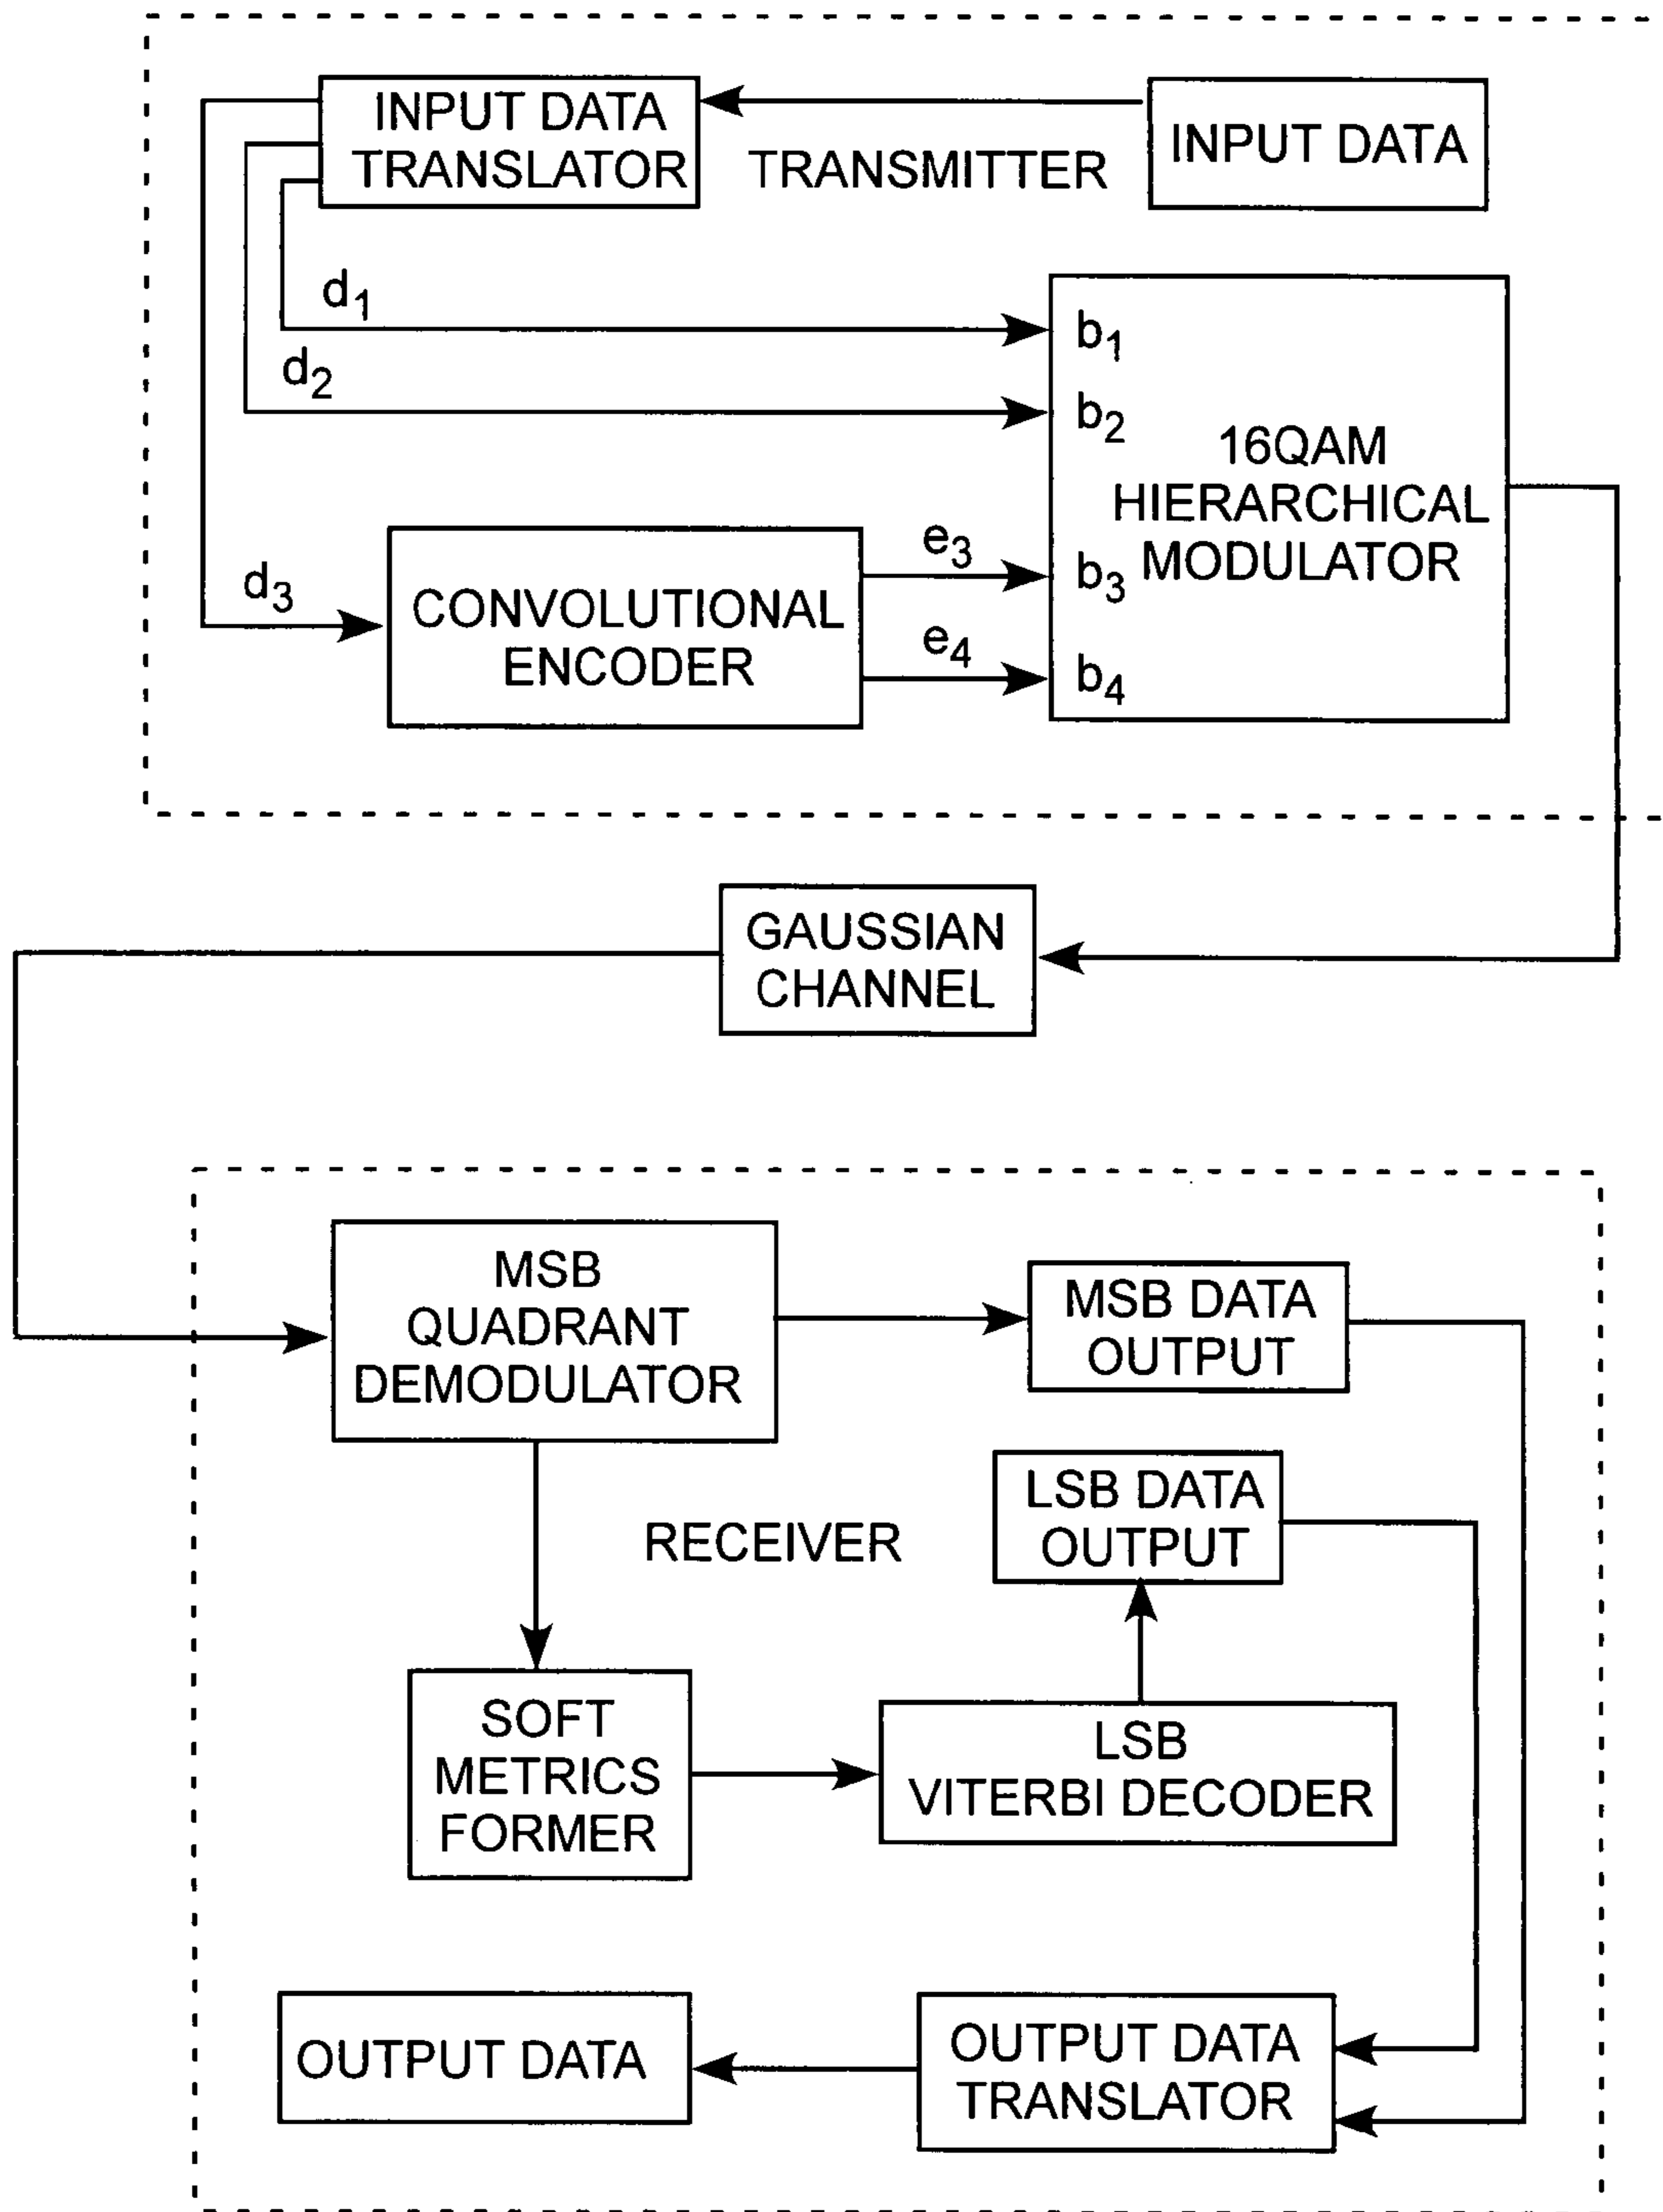 INPUT DATA
TRANSLATOR
TRANSMITTER
INPUT DATA
d1
b1
d2
b2
16QAM
HIERARCHICAL
MODULATOR
d3
CONVOLUTIONAL
ENCODER
e3
b3
e4
b4
GAUSSIAN
CHANNEL
MSB
QUADRANT
DEMODULATOR
MSB DATA
OUTPUT
LSB DATA
OUTPUT
RECEIVER
SOFT
METRICS
FORMER
LSB
VITERBI DECODER
OUTPUT DATA
OUTPUT DATA
TRANSLATOR